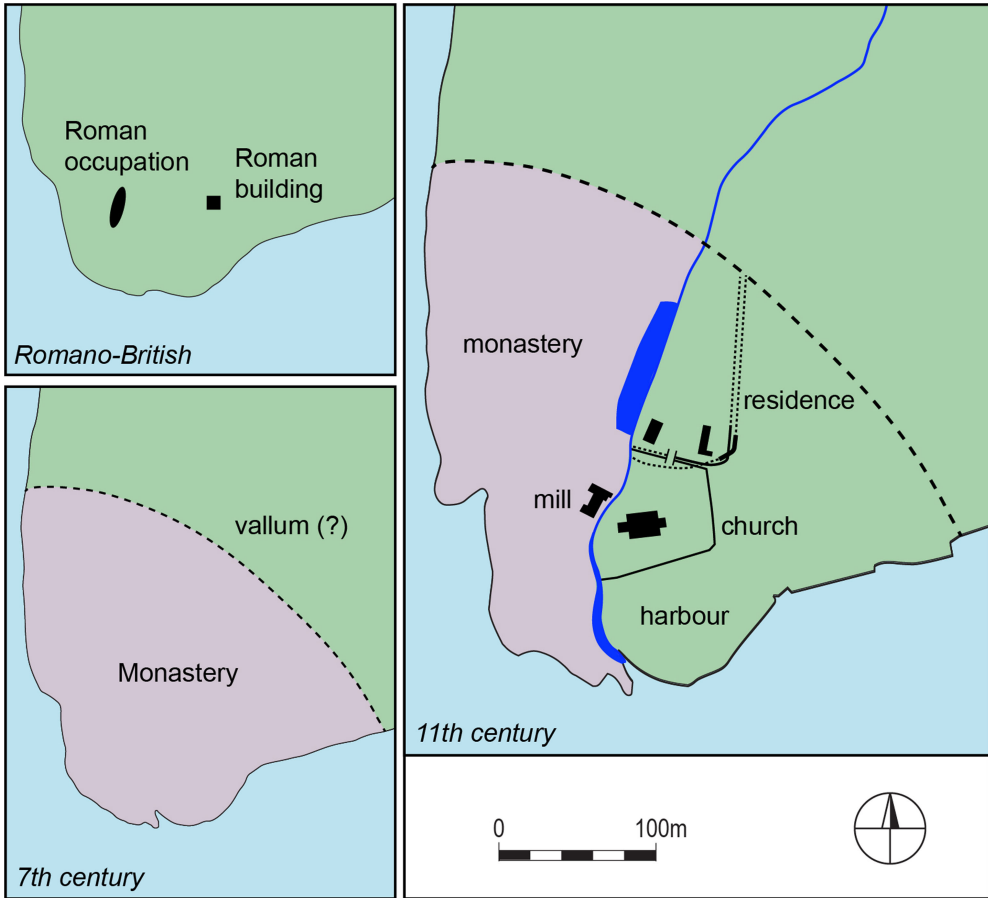 Roman
occupation
Roman
building
Romano-British
vallum (?)
Monastery
7th century
monastery
residence
mill
church
harbour
11th century
0
100m